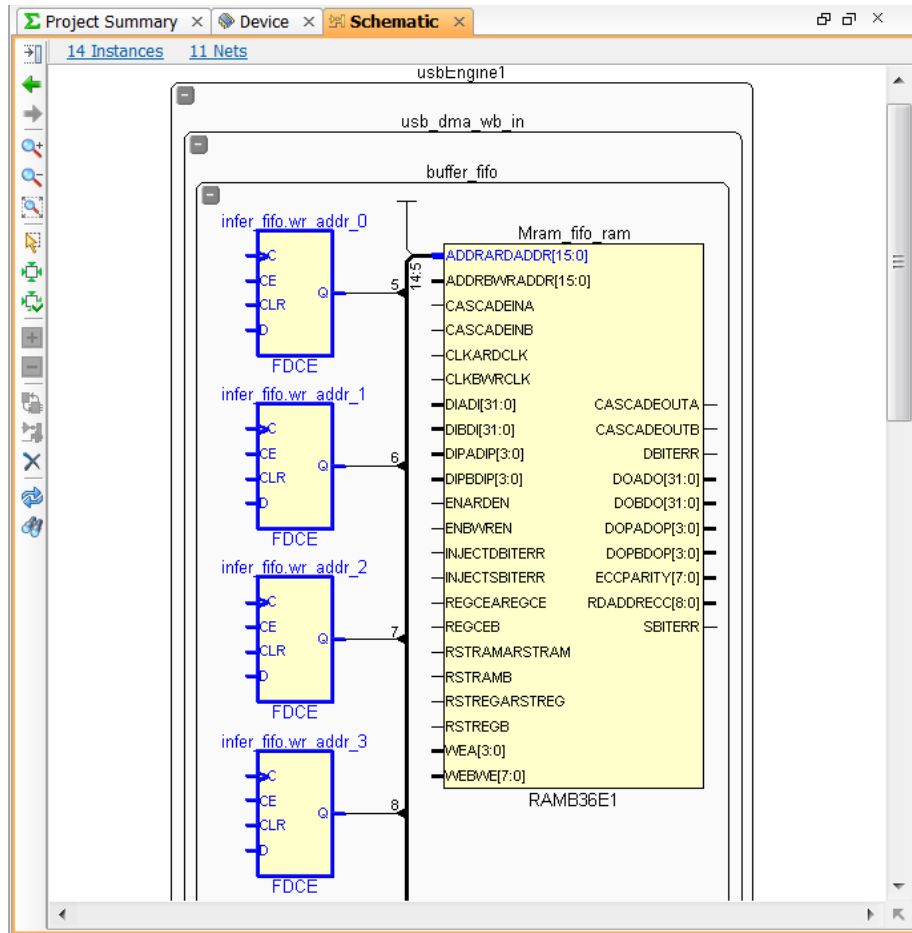 Σ Project Summary × Device × Schematic ×
14 Instances 11 Nets
usbEngine1
usb_dma_wb_in
buffer_fifo
infer_fifo.wr_addr_0
C
CE
CLR
D
Q
FDCE
5
infer_fifo.wr_addr_1
C
CE
CLR
D
Q
FDCE
6
infer_fifo.wr_addr_2
C
CE
CLR
D
Q
FDCE
7
infer_fifo.wr_addr_3
C
CE
CLR
D
Q
FDCE
8
14:5
Mram_fifo_ram
ADDRARDADDR[15:0]
ADDRBWRADDR[15:0]
CASCADEINA
CASCADEINB
CLKARDCLK
CLKBWRCLK
DIADI[31:0]
DIBDI[31:0]
DIPADIP[3:0]
DIPBDIP[3:0]
ENARDEN
ENBWREN
INJECTDBITERR
INJECTSBITERR
REGCEAREGCE
REGCEB
RSTRAMARSTRAM
RSTRAMB
RSTREGARSTREG
RSTREGB
WEA[3:0]
WEBWE[7:0]
CASCADEOUTA
CASCADEOUTB
DBITERR
DOADO[31:0]
DOBDO[31:0]
DOPADOP[3:0]
DOPBDOP[3:0]
ECCPARITY[7:0]
RDADDRECC[8:0]
SBITERR
RAMB36E1